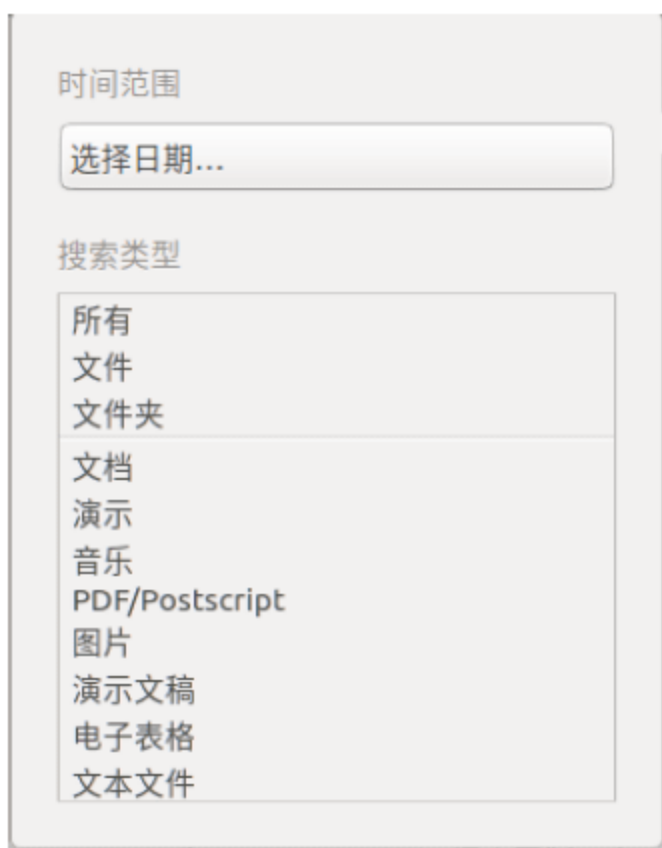 时间范围
选择日期...
搜索类型
所有
文件
文件夹
文档
演示
音乐
PDF/Postscript
图片
演示文稿
电子表格
文本文件